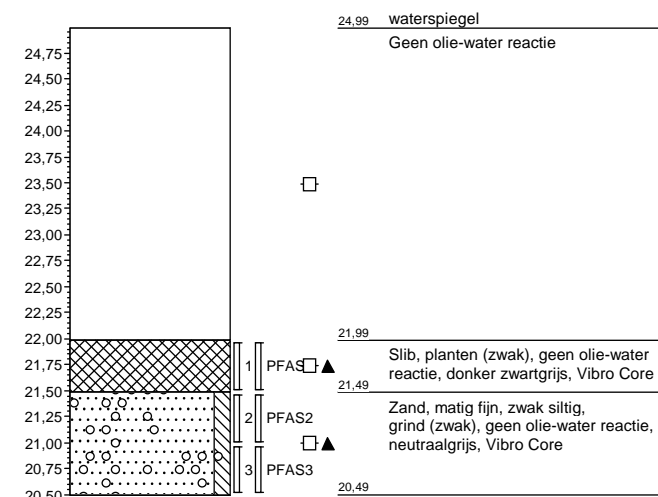 24,99 waterspiegel
Geen olie-water reactie
24,75
24,50
24,25
24,00
23,75
23,50
23,25
23,00
22,75
22,50
22,25
22,00
21,99
21,75
1 PFAS
Slib, planten (zwak), geen olie-water
reactie, donker zwartgrijs, Vibro Core
21,50
21,49
21,25
2 PFAS2
Zand, matig fijn, zwak siltig,
grind (zwak), geen olie-water reactie,
neutraalgrijs, Vibro Core
21,00
20,75
3 PFAS3
20,50
20,49